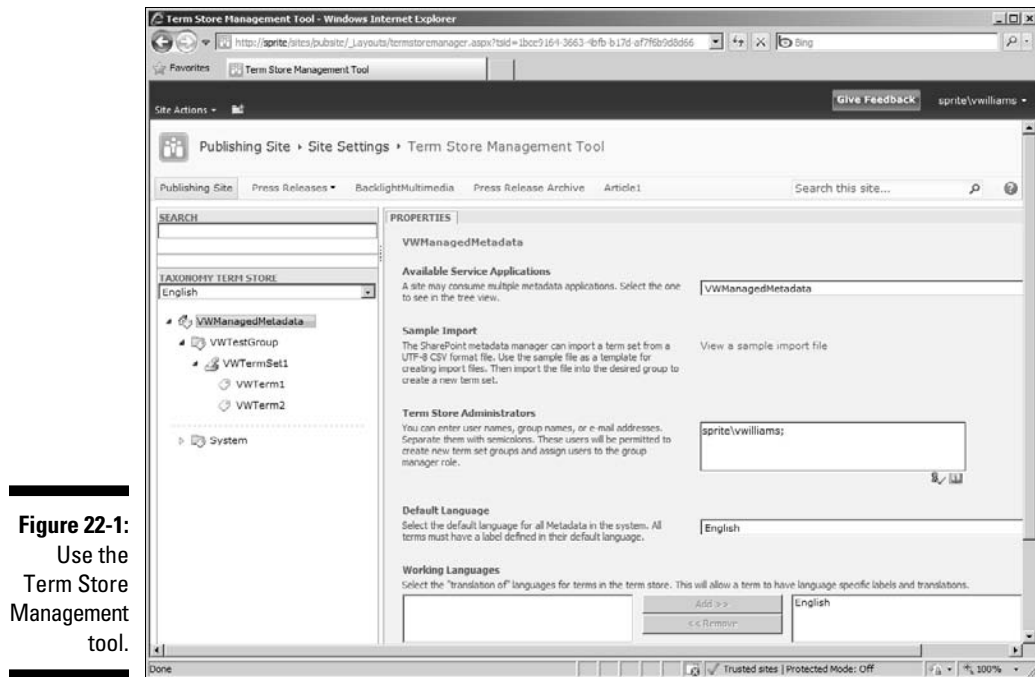 Term Store Management Tool - Windows Internet Explorer
http://sprite/sites/pubsite/_Layouts/termstoremanager.aspx?tsid=1bce9164-3663-4bfb-b17d-af7f6b9d8d66
Bing
Favorites
Term Store Management Tool
Give Feedback
sprite\vwilliams
Site Actions
Publishing Site › Site Settings › Term Store Management Tool
Publishing Site
Press Releases
BacklightMultimedia
Press Release Archive
Article1
Search this site...
SEARCH
TAXONOMY TERM STORE
English
VWManagedMetadata
VWTestGroup
VWTermSet1
VWTerm1
VWTerm2
System
PROPERTIES
VWManagedMetadata
Available Service Applications
A site may consume multiple metadata applications. Select the one
to see in the tree view.
VWManagedMetadata
Sample Import
The SharePoint metadata manager can import a term set from a
UTF-8 CSV format file. Use the sample file as a template for
creating import files. Then import the file into the desired group to
create a new term set.
View a sample import file
Term Store Administrators
You can enter user names, group names, or e-mail addresses.
Separate them with semicolons. These users will be permitted to
create new term set groups and assign users to the group
manager role.
sprite\vwilliams;
Default Language
Select the default language for all Metadata in the system. All
terms must have a label defined in their default language.
English
Working Languages
Select the "translation of" languages for terms in the term store. This will allow a term to have language specific labels and translations.
Add >>
<< Remove
English
Done
Trusted sites | Protected Mode: Off
100%
Figure 22-1:
Use the
Term Store
Management
tool.